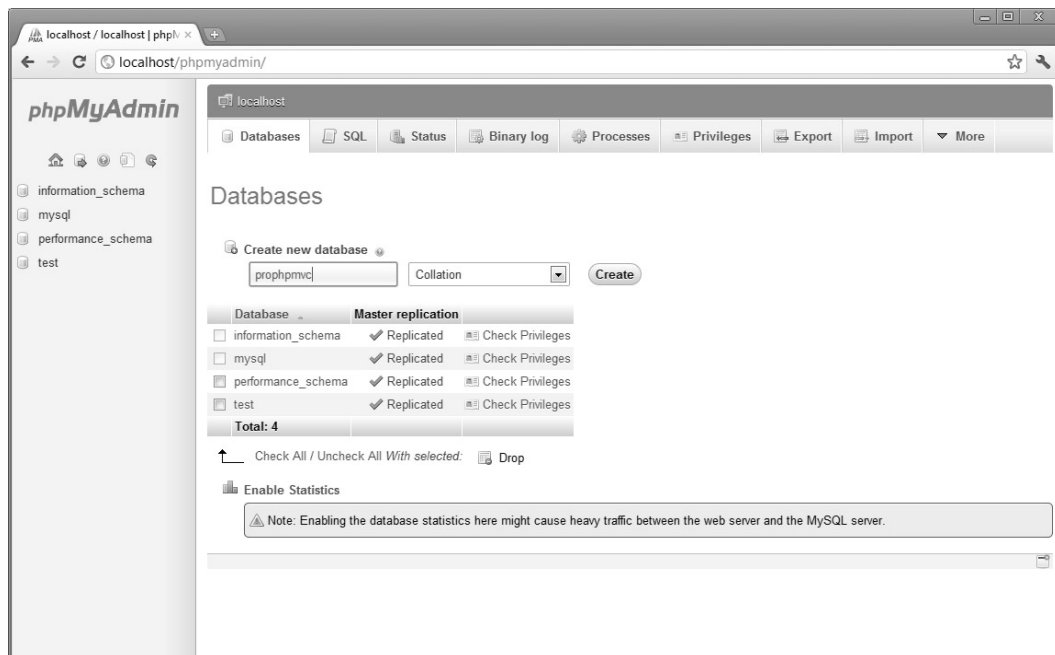 localhost / localhost | phpM
localhost/phpmyadmin/
phpMyAdmin
information_schema
mysql
performance_schema
test
localhost
Databases SQL Status Binary log Processes Privileges Export Import More
Databases
Create new database
prophpmvc Collation Create
Database Master replication
information_schema Replicated Check Privileges
mysql Replicated Check Privileges
performance_schema Replicated Check Privileges
test Replicated Check Privileges
Total: 4
Check All / Uncheck All With selected: Drop
Enable Statistics
Note: Enabling the database statistics here might cause heavy traffic between the web server and the MySQL server.